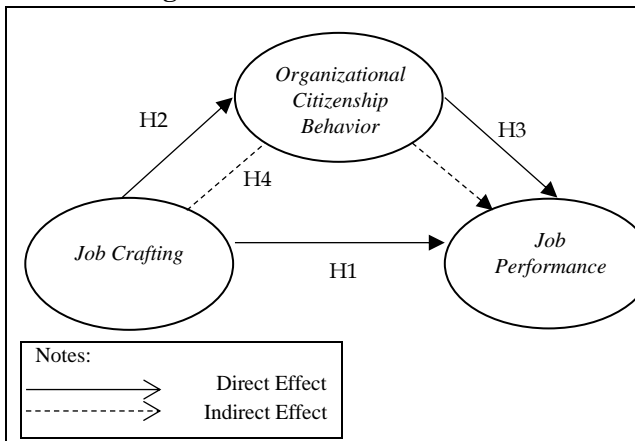 Organizational
Citizenship
Behavior
H2
H3
H4
Job Crafting
Job
Performance
H1
Notes:
Direct Effect
Indirect Effect